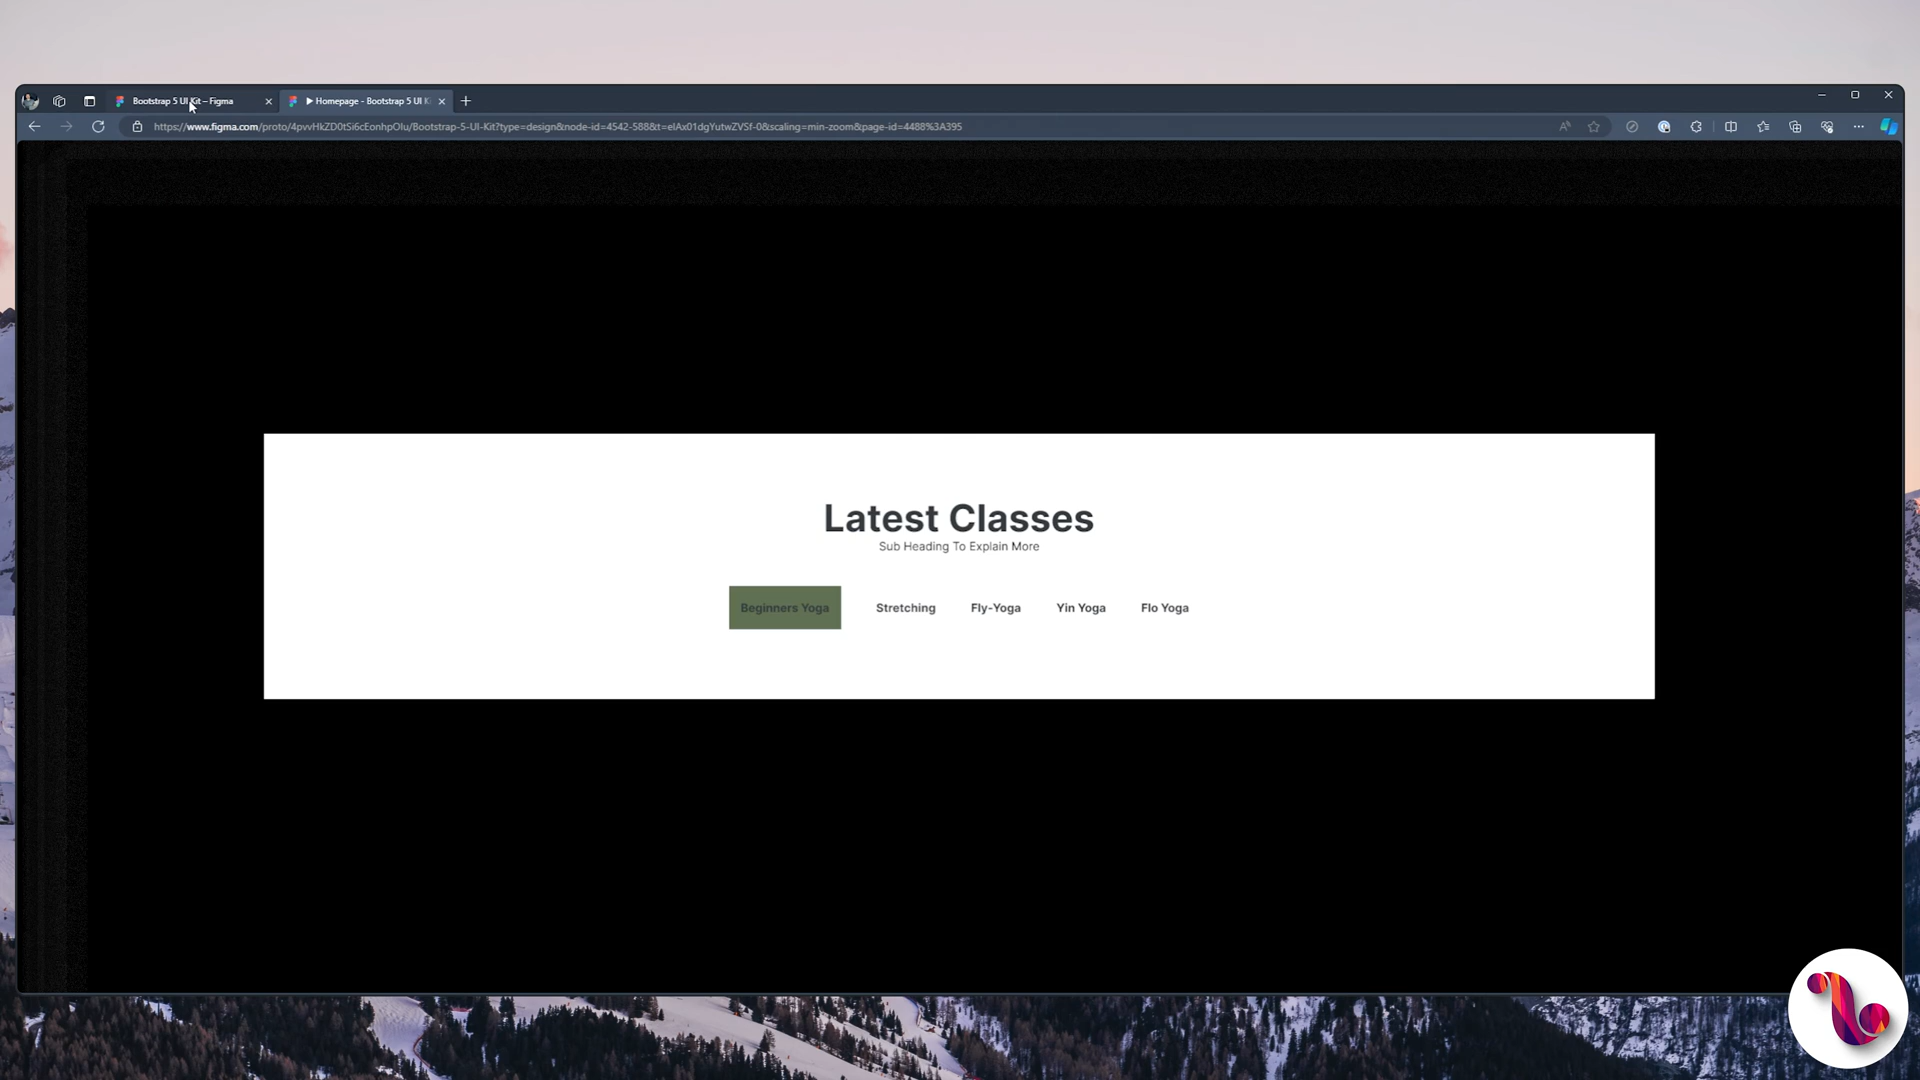 Bootstrap 5 UI Kit – Figma
Homepage - Bootstrap 5 UI Ki
https://www.figma.com/proto/4pvvHkZD0tSi6cEonhpOlu/Bootstrap-5-UI-Kit?type=design&node-id=4542-588&t=elAx01dgYutwZVSf-0&scaling=min-zoom&page-id=4488%3A395
Latest Classes
Sub Heading To Explain More
Beginners Yoga Stretching Fly-Yoga Yin Yoga Flo Yoga